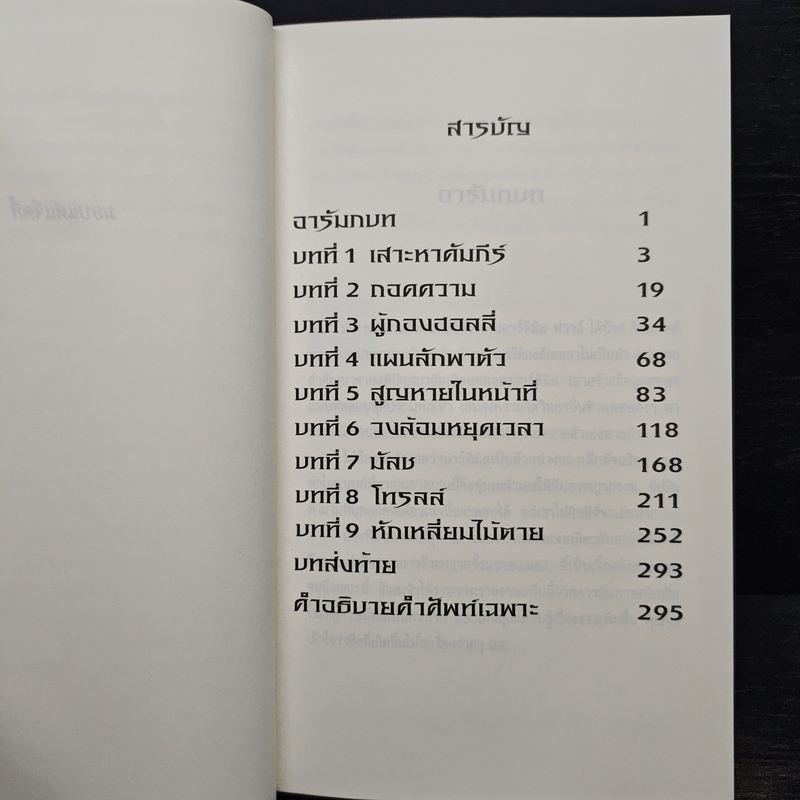 สารบัญ
อารัมภบท 1
บทที่ 1 เสาะหาคัมภีร์ 3
บทที่ 2 ถอดความ 19
บทที่ 3 ผู้กองฮอลลี่ 34
บทที่ 4 แผนลักพาตัว 68
บทที่ 5 สูญหายในหน้าที่ 83
บทที่ 6 วงล้อมหยุดเวลา 118
บทที่ 7 มัลช 168
บทที่ 8 โทรลล์ 211
บทที่ 9 หักเหลี่ยมไม้ตาย 252
บทส่งท้าย 293
คำอธิบายคำศัพท์เฉพาะ 295